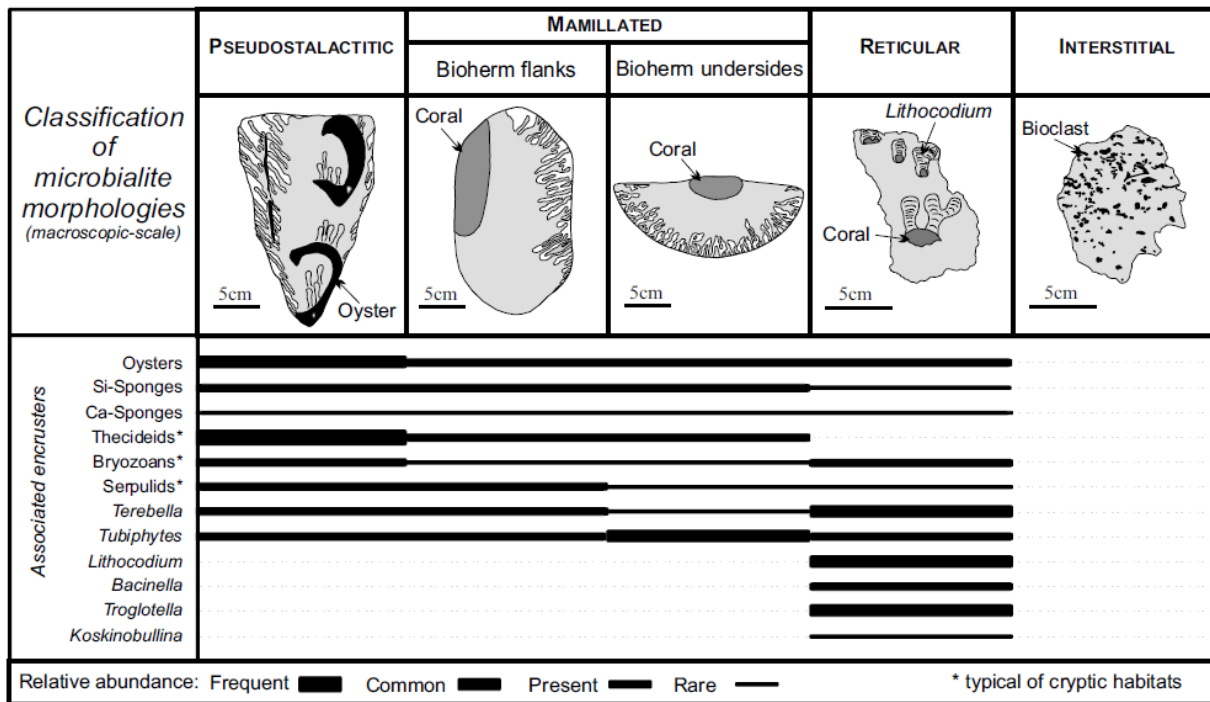 PSEUDOSTALACTITIC
MAMILLATED
Bioherm flanks
Bioherm undersides
RETICULAR
INTERSTITIAL
Classification
of
microbialite
morphologies
(macroscopic-scale)
5cm
Oyster
Coral
5cm
Coral
5cm
Lithocodium
Coral
5cm
Bioclast
5cm
Associated encrusters
Oysters
Si-Sponges
Ca-Sponges
Thecideids*
Bryozoans*
Serpulids*
Terebella
Tubiphytes
Lithocodium
Bacinella
Troglotella
Koskinobullina
Relative abundance: Frequent Common Present Rare * typical of cryptic habitats